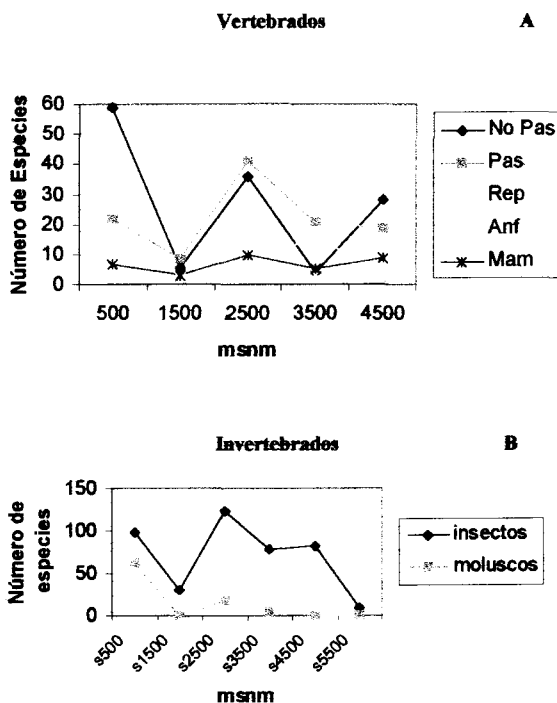 Vertebrados A
Número de Especies
60
50
40
30
20
10
0
500 1500 2500 3500 4500
msnm
No Pas
Pas
Rep
Anf
Mam
Invertebrados B
Número de
especies
150
100
50
0
s500 s1500 s2500 s3500 s4500 s5500
msnm
insectos
moluscos